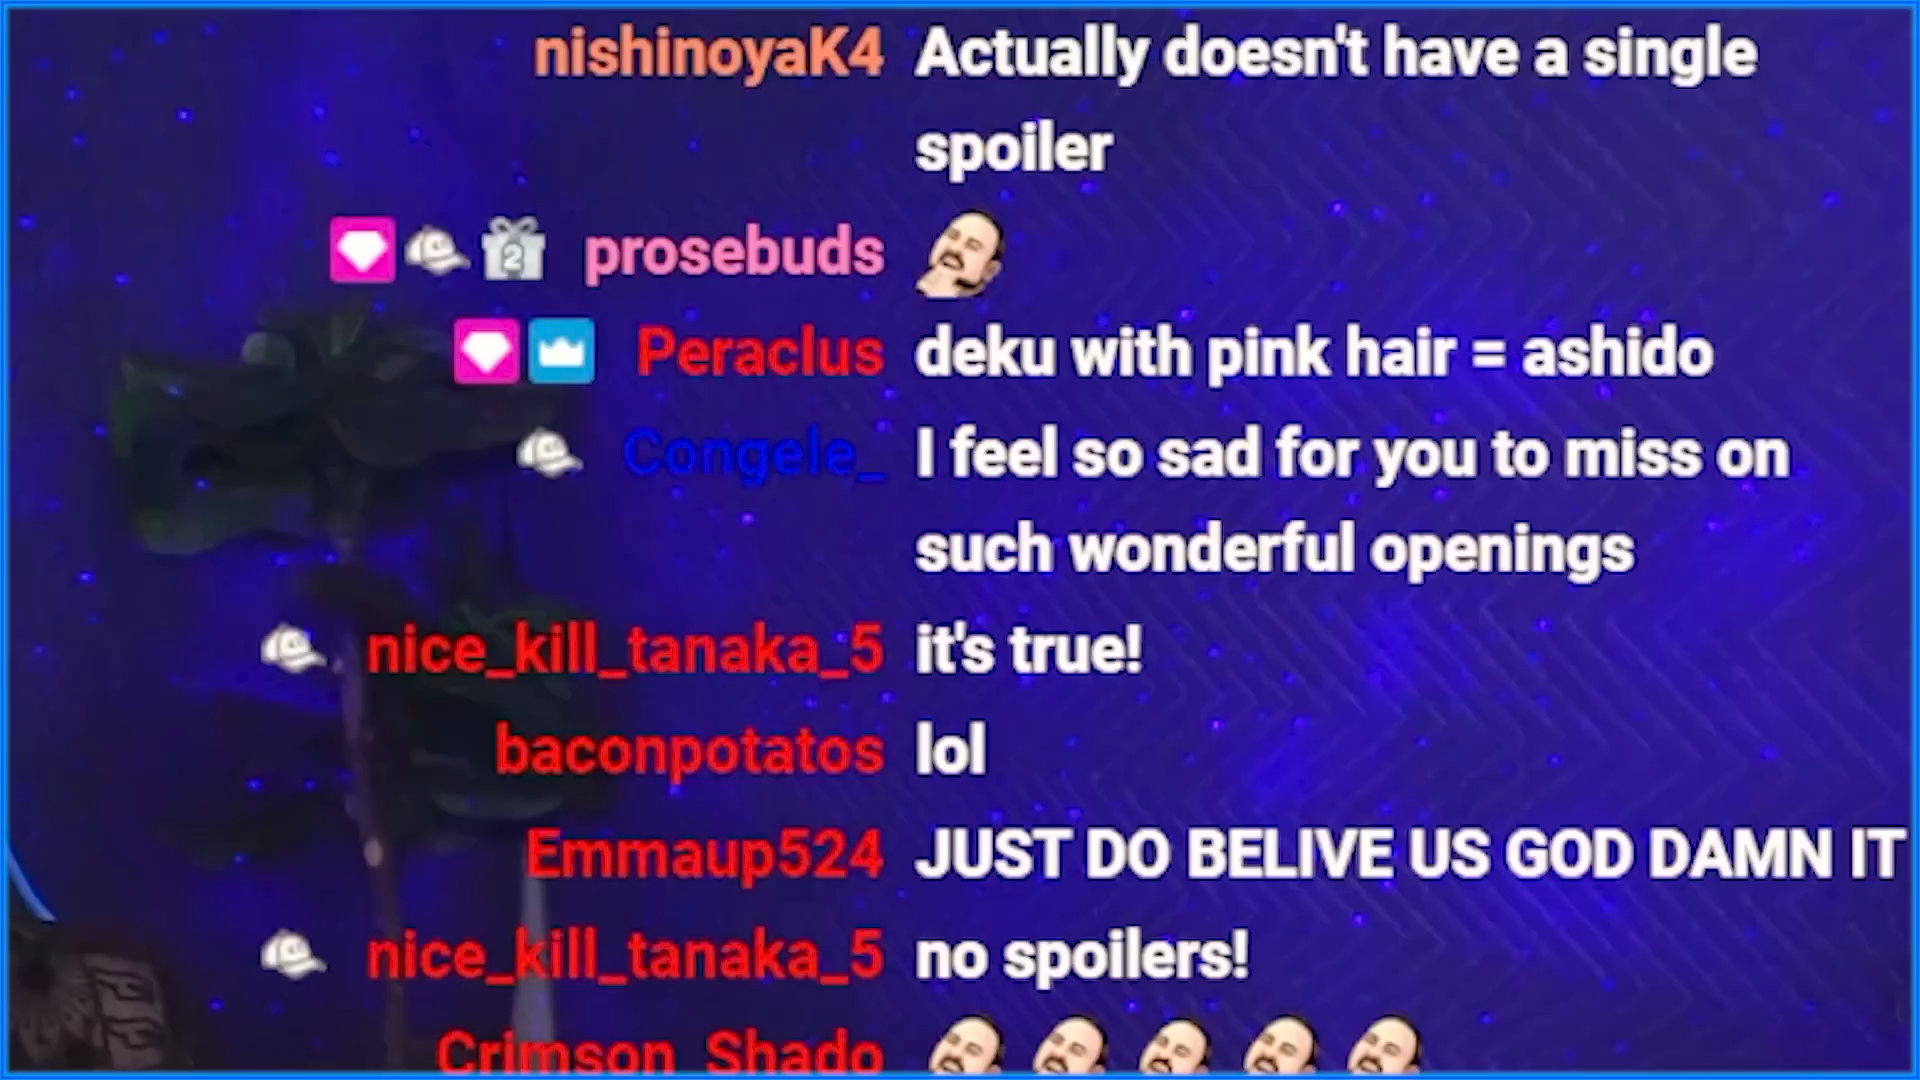 nishinoyaK4 Actually doesn't have a single
spoiler
2 prosebuds
Peraclus deku with pink hair = ashido
Congele_ I feel so sad for you to miss on
such wonderful openings
nice_kill_tanaka_5 it's true!
baconpotatos lol
Emmaup524 JUST DO BELIVE US GOD DAMN IT
nice_kill_tanaka_5 no spoilers!
Crimson_Shado